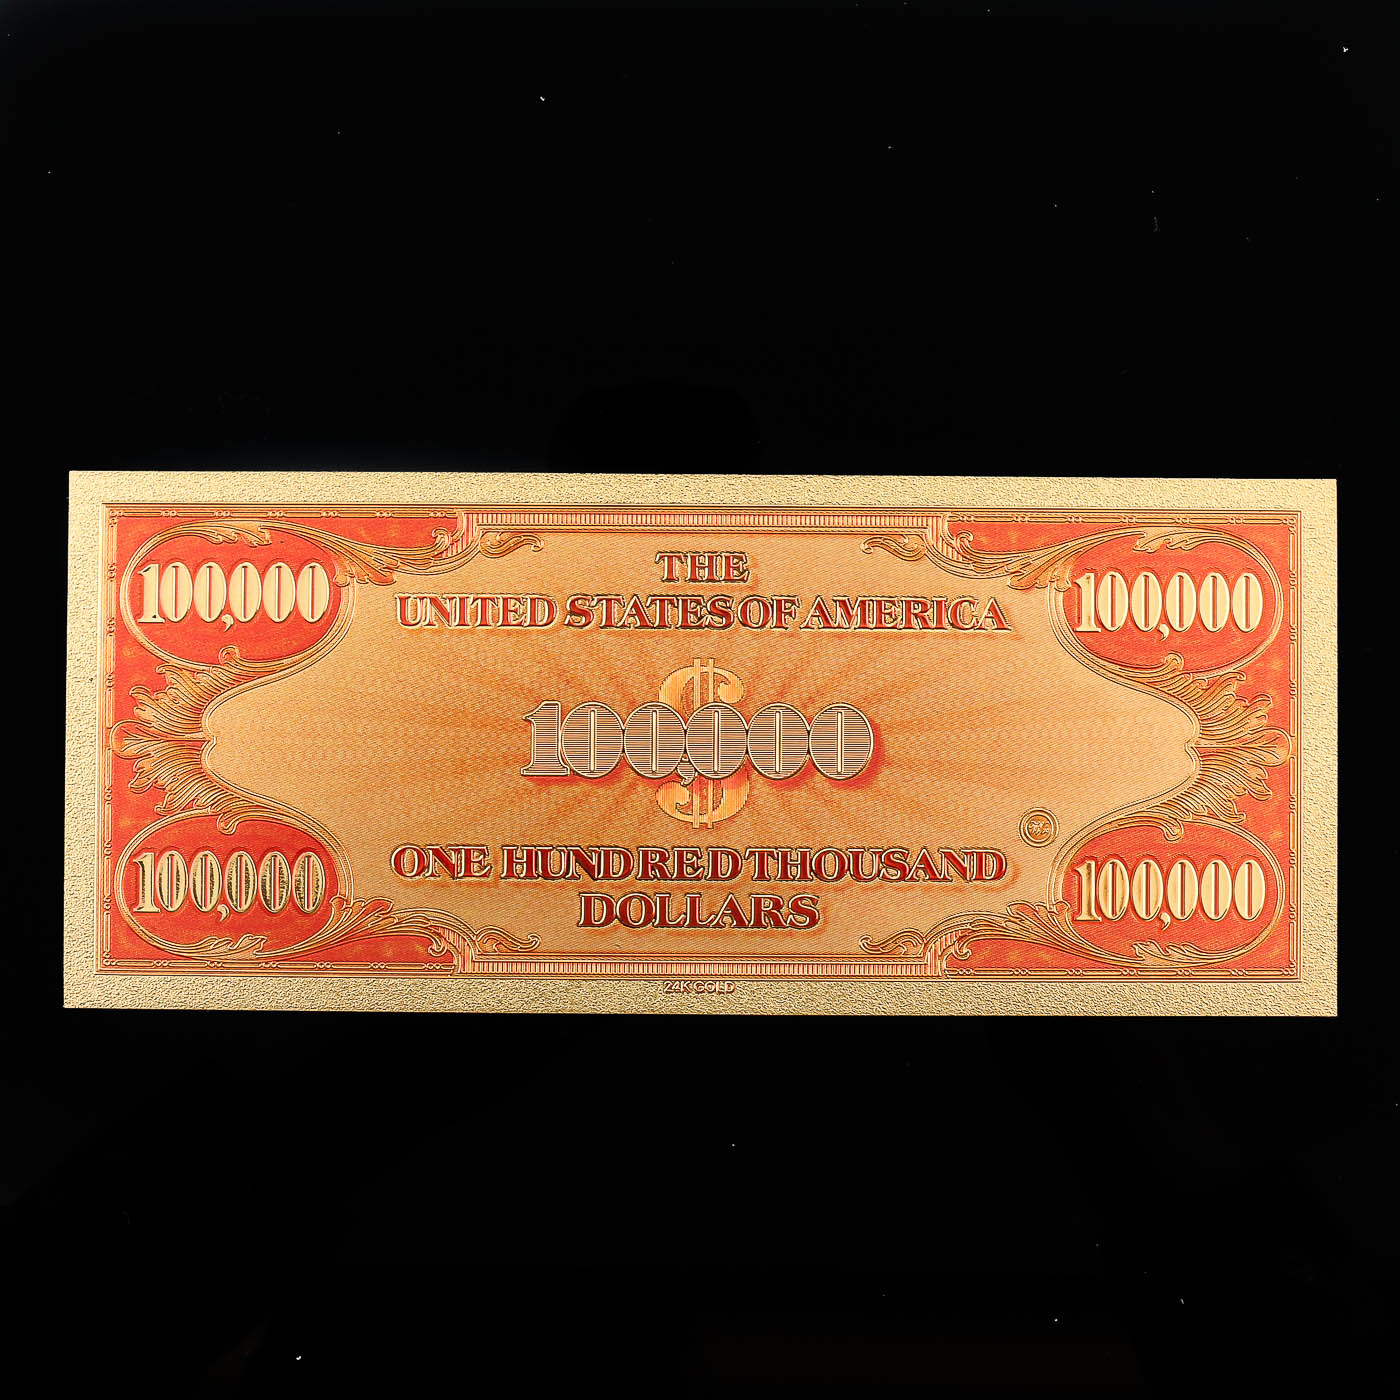 100,000
THE
100,000
UNITED STATES OF AMERICA
100,000
ONE HUNDRED THOUSAND
DOLLARS
100,000
100,000
24K GOLD